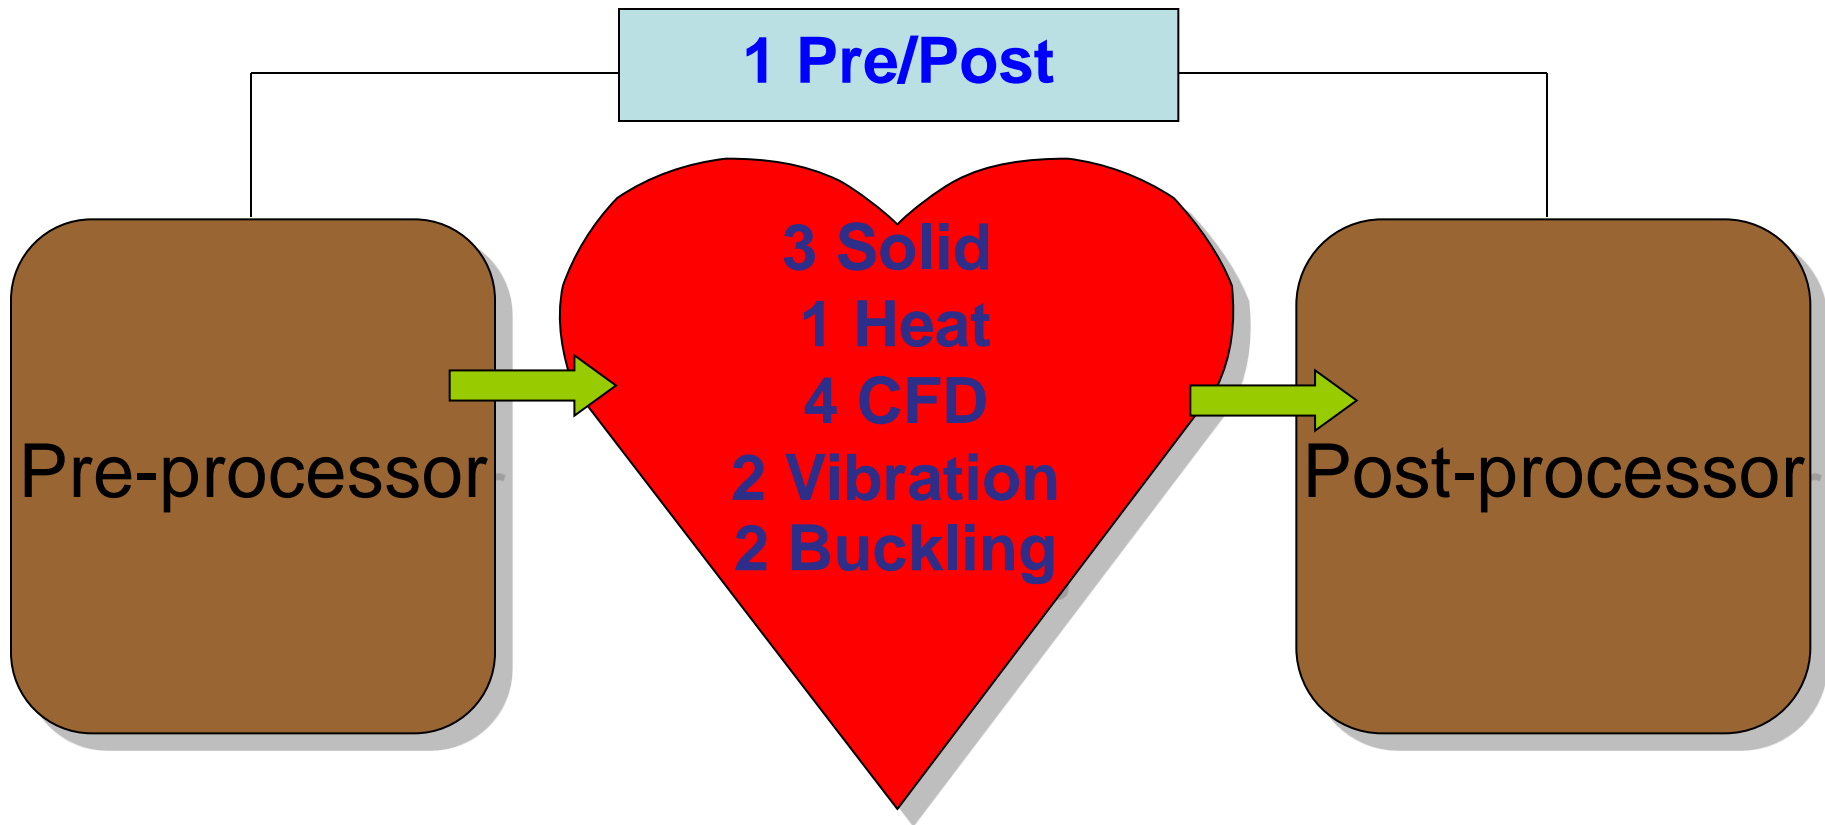 1 Pre/Post
3 Solid
1 Heat
4 CFD
2 Vibration
2 Buckling
Pre-processor
Post-processor